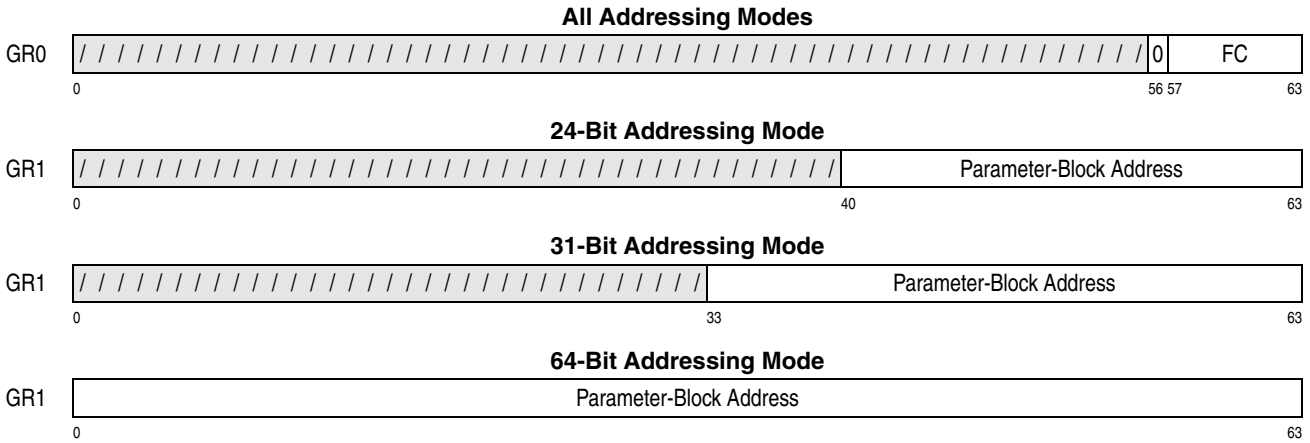 All Addressing Modes
GR0 / / / / / / / / / / / / / / / / / / / / / / / / / / / / / / / / / / / / / / / / / / / / / / / / / / / / / / / / 0 FC
0 56 57 63
24-Bit Addressing Mode
GR1 / / / / / / / / / / / / / / / / / / / / / / / / / / / / / / / / / / / / / / / / Parameter-Block Address
0 40 63
31-Bit Addressing Mode
GR1 / / / / / / / / / / / / / / / / / / / / / / / / / / / / / / / / / Parameter-Block Address
0 33 63
64-Bit Addressing Mode
GR1 Parameter-Block Address
0 63